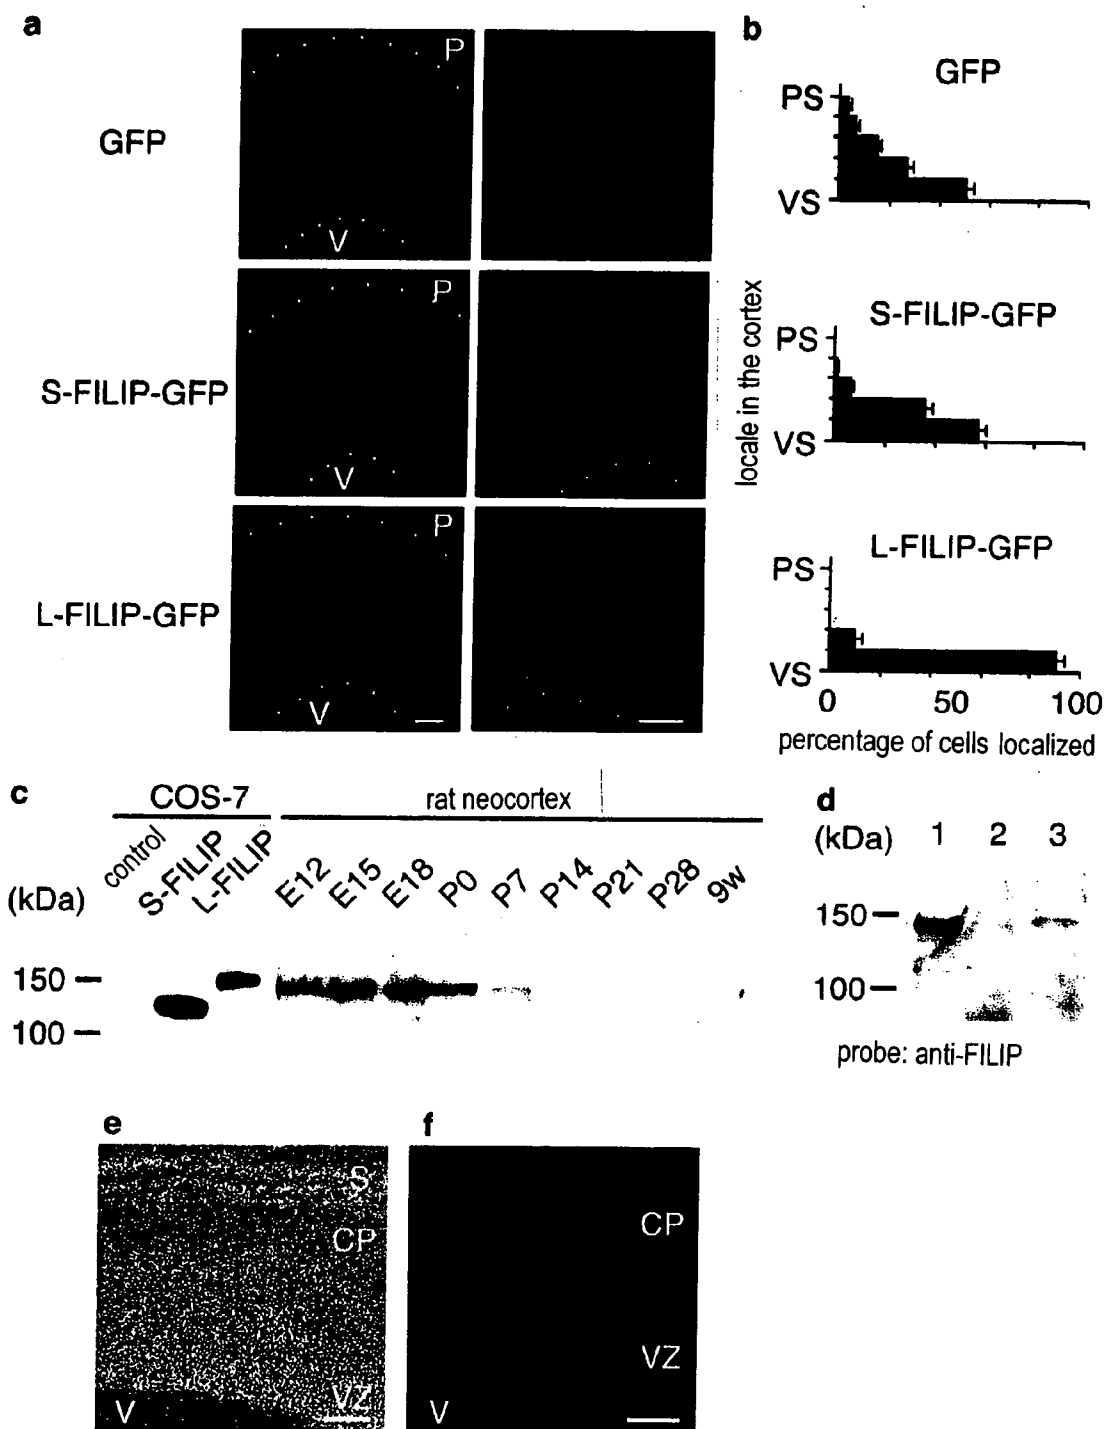 a
GFP
P
V
S-FILIP-GFP
P
V
L-FILIP-GFP
P
V
b
GFP
PS
VS
locale in the cortex
S-FILIP-GFP
PS
VS
L-FILIP-GFP
PS
VS
0 50 100
percentage of cells localized
c
COS-7 rat neocortex
control S-FILIP L-FILIP E12 E15 E18 P0 P7 P14 P21 P28 9w
(kDa)
150
100
d
(kDa) 1 2 3
150
100
probe: anti-FILIP
e
S
CP
VZ
V
f
CP
VZ
V